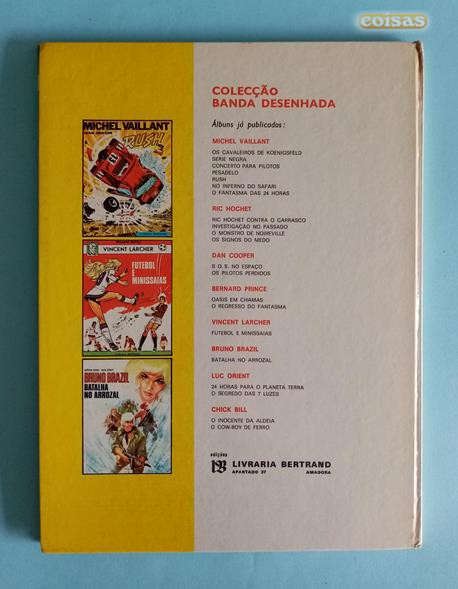 coisas
COLECÇÃO
BANDA DESENHADA
Álbuns já publicados:
MICHEL VAILLANT
OS CAVALEIROS DE KOENIGSFELD
SERIE NEGRA
CONCERTO PARA PILOTOS
PESADELO
RUSH
NO INFERNO DO SAFARI
O FANTASMA DAS 24 HORAS
RIC HOCHET
RIC HOCHET CONTRA O CARRASCO
INVESTIGAÇÃO NO PASSADO
O MONSTRO DE NOIREVILLE
OS SIGNOS DO MEDO
DAN COOPER
S.O.S. NO ESPAÇO
OS PILOTOS PERDIDOS
BERNARD PRINCE
OASIS EM CHAMAS
O REGRESSO DO FANTASMA
VINCENT LARCHER
FUTEBOL E MINISSAIAS
BRUNO BRAZIL
BATALHA NO ARROZAL
LUC ORIENT
24 HORAS PARA O PLANETA TERRA
O SEGREDO DAS 7 LUZES
CHICK BILL
O INOCENTE DA ALDEIA
O COW-BOY DE FERRO
edições
LIVRARIA BERTRAND
APARTADO 37 AMADORA
MICHEL VAILLANT
JEAN GRATON
RUSH
VINCENT LARCHER
FUTEBOL
E
MINISSAIAS
BRUNO BRAZIL
BATALHA
NO ARROZAL